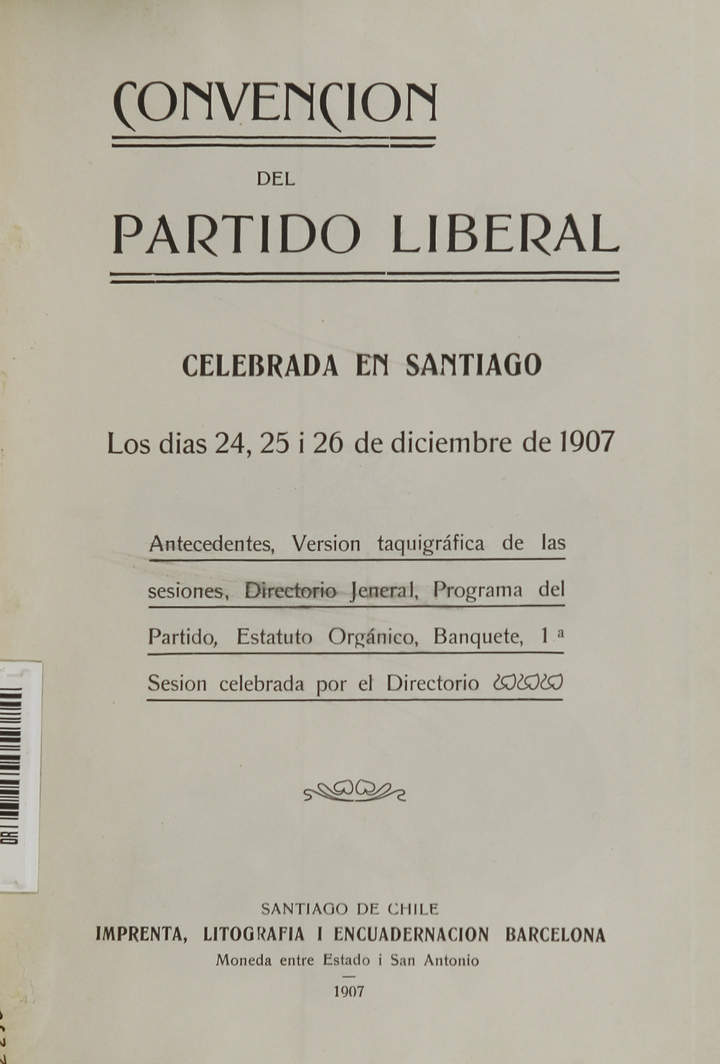 CONVENCION
DEL
PARTIDO LIBERAL
CELEBRADA EN SANTIAGO
Los dias 24, 25 i 26 de diciembre de 1907
Antecedentes, Version taquigráfica de las
sesiones, Directorio Jeneral, Programa del
Partido, Estatuto Orgánico, Banquete, 1ª
Sesion celebrada por el Directorio
SANTIAGO DE CHILE
IMPRENTA, LITOGRAFIA I ENCUADERNACION BARCELONA
Moneda entre Estado i San Antonio
1907